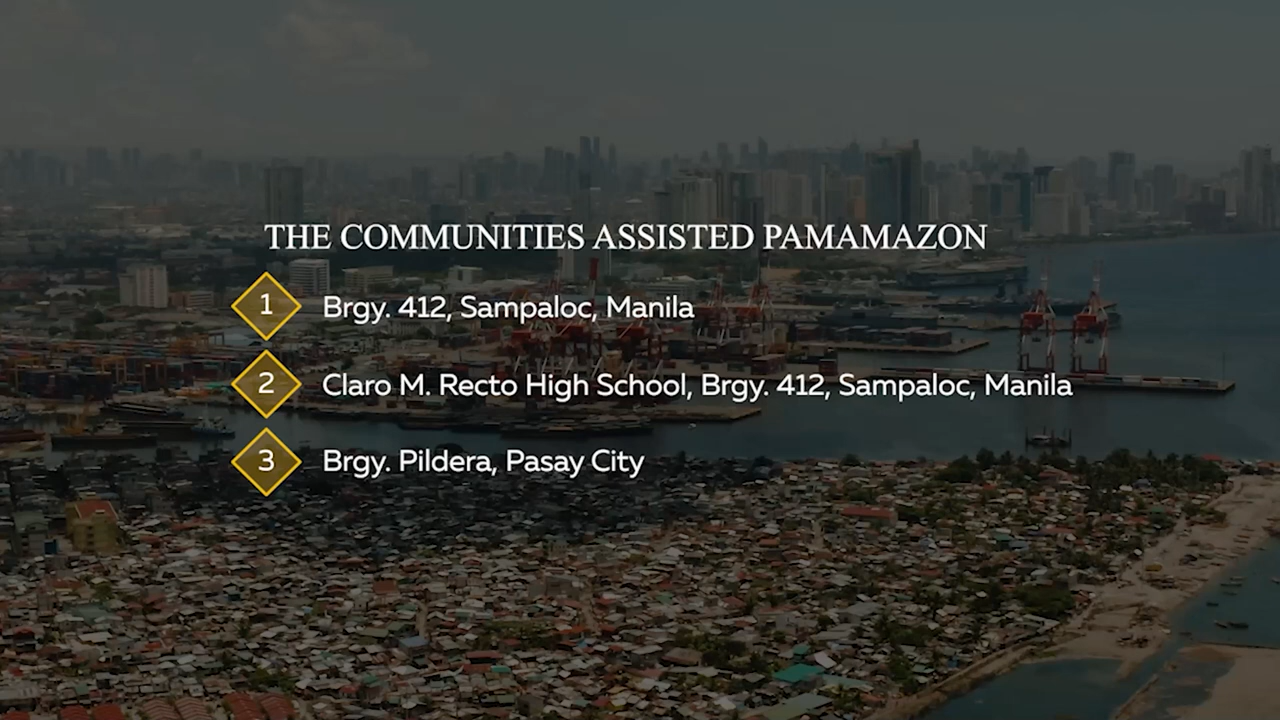 THE COMMUNITIES ASSISTED PAMAMAZON
1 Brgy. 412, Sampaloc, Manila
2 Claro M. Recto High School, Brgy. 412, Sampaloc, Manila
3 Brgy. Pildera, Pasay City